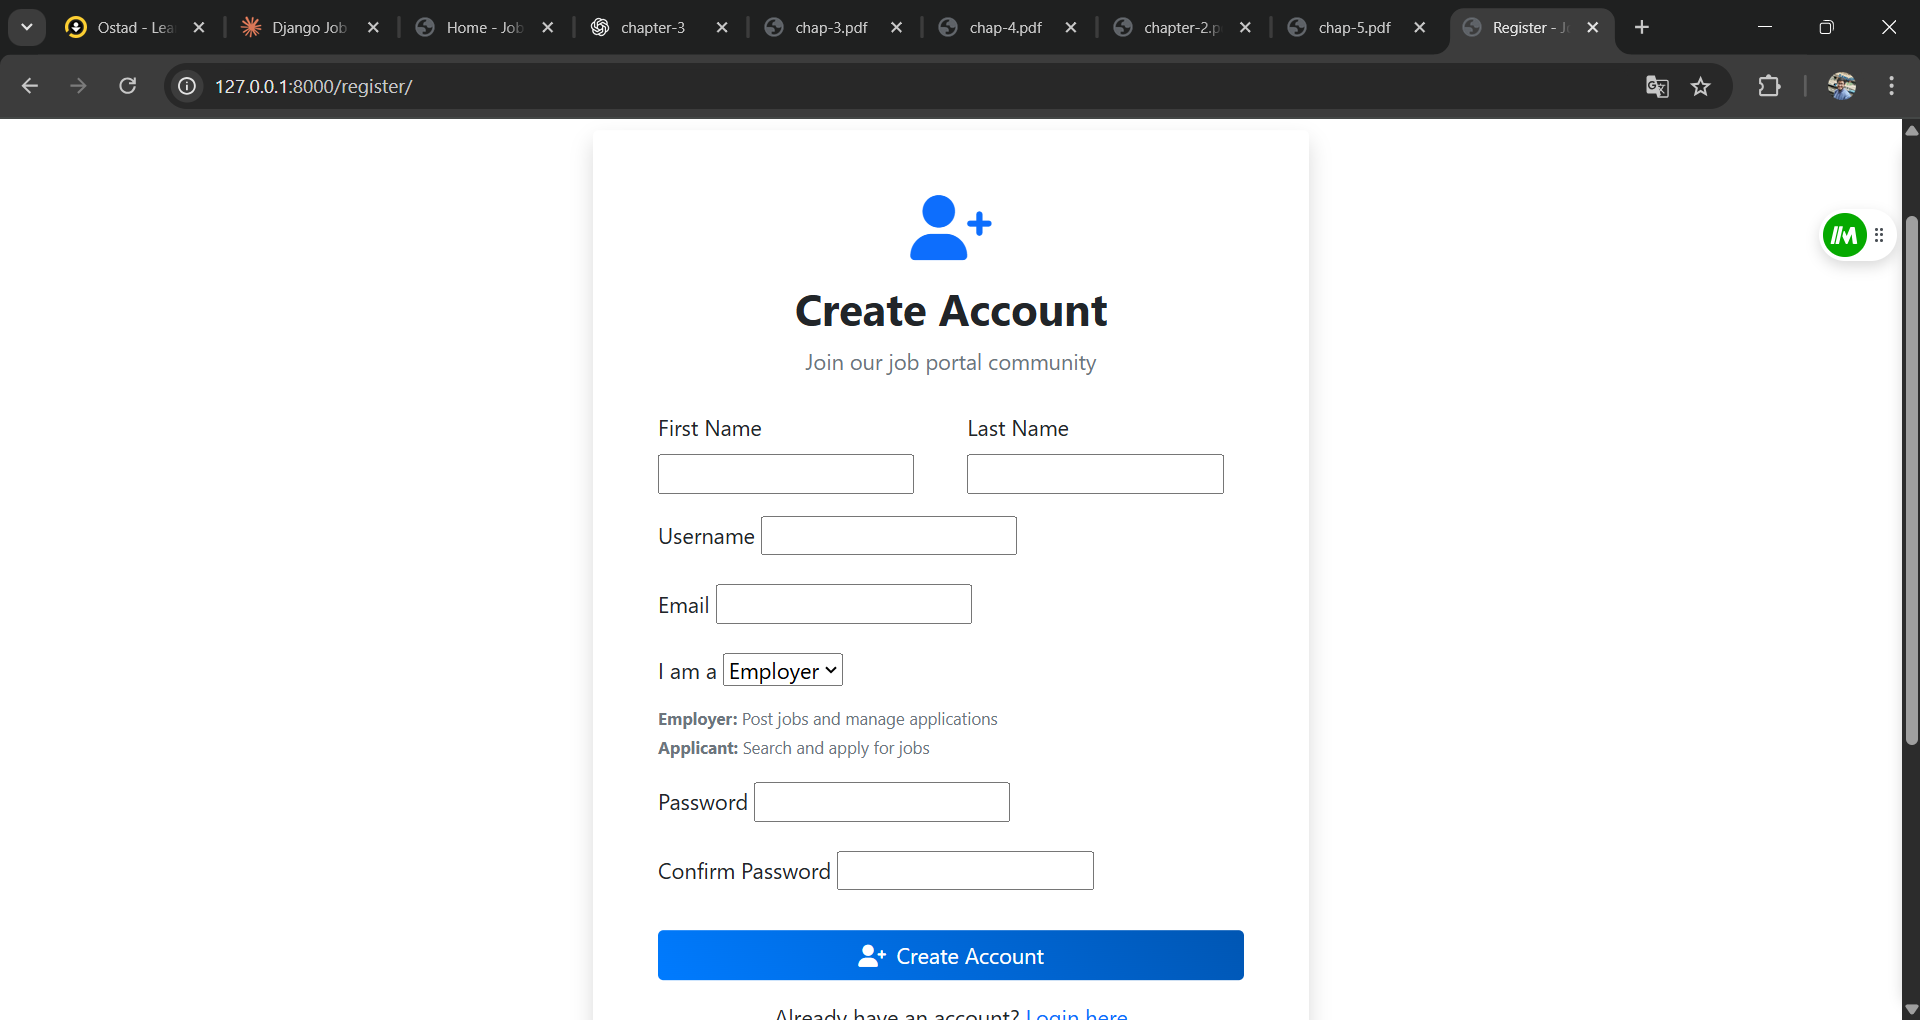 Ostad - Lea
Django Job
Home - Job
chapter-3
chap-3.pdf
chap-4.pdf
chapter-2.p
chap-5.pdf
Register - J
127.0.0.1:8000/register/
Create Account
Join our job portal community
First Name Last Name
Username
Email
I am a Employer
Employer: Post jobs and manage applications
Applicant: Search and apply for jobs
Password
Confirm Password
Create Account
Already have an account? Login here